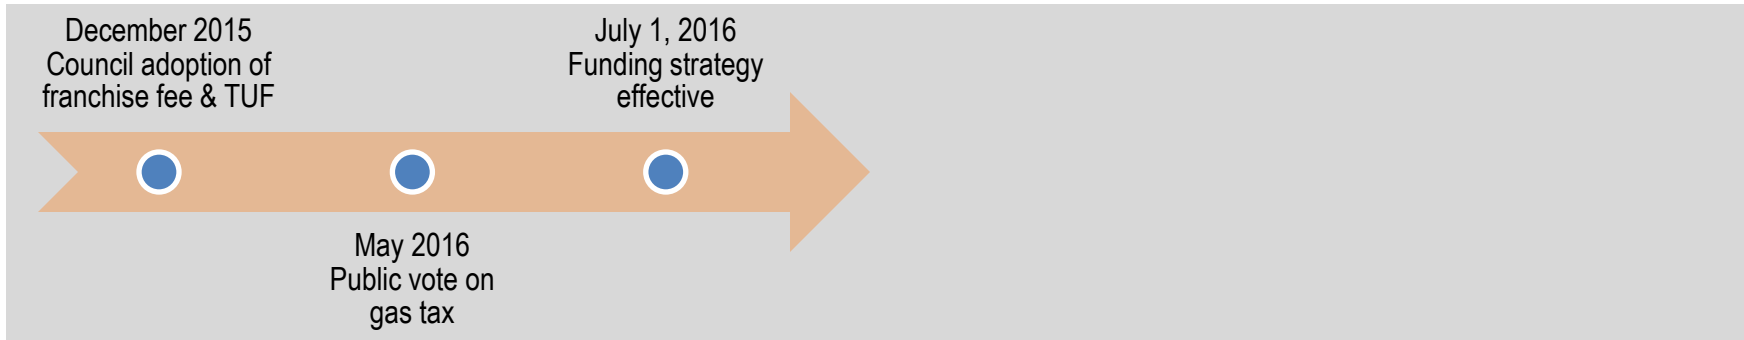 December 2015
Council adoption of
franchise fee & TUF
May 2016
Public vote on
gas tax
July 1, 2016
Funding strategy
effective